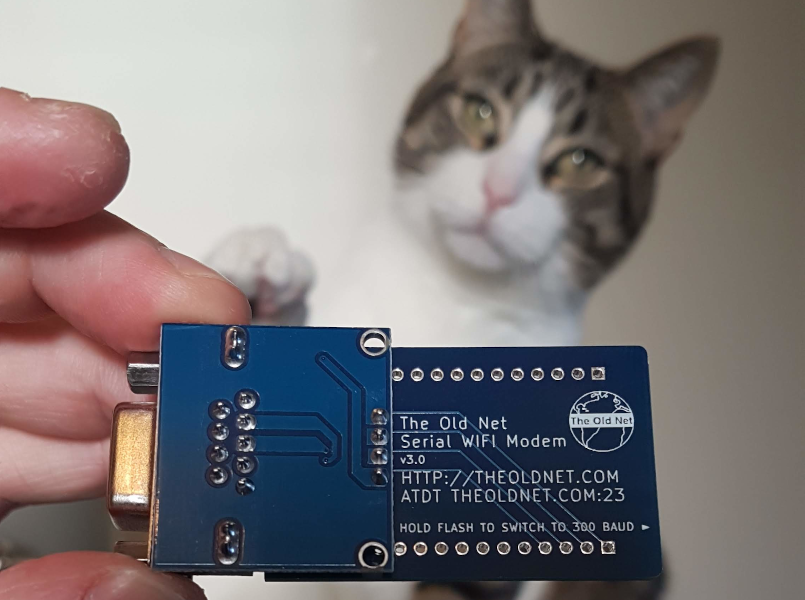 The Old Net
Serial WIFI Modem
v3.0
HTTP://THEOLDNET.COM
ATDT THEOLDNET.COM:23
HOLD FLASH TO SWITCH TO 300 BAUD ►
The Old Net